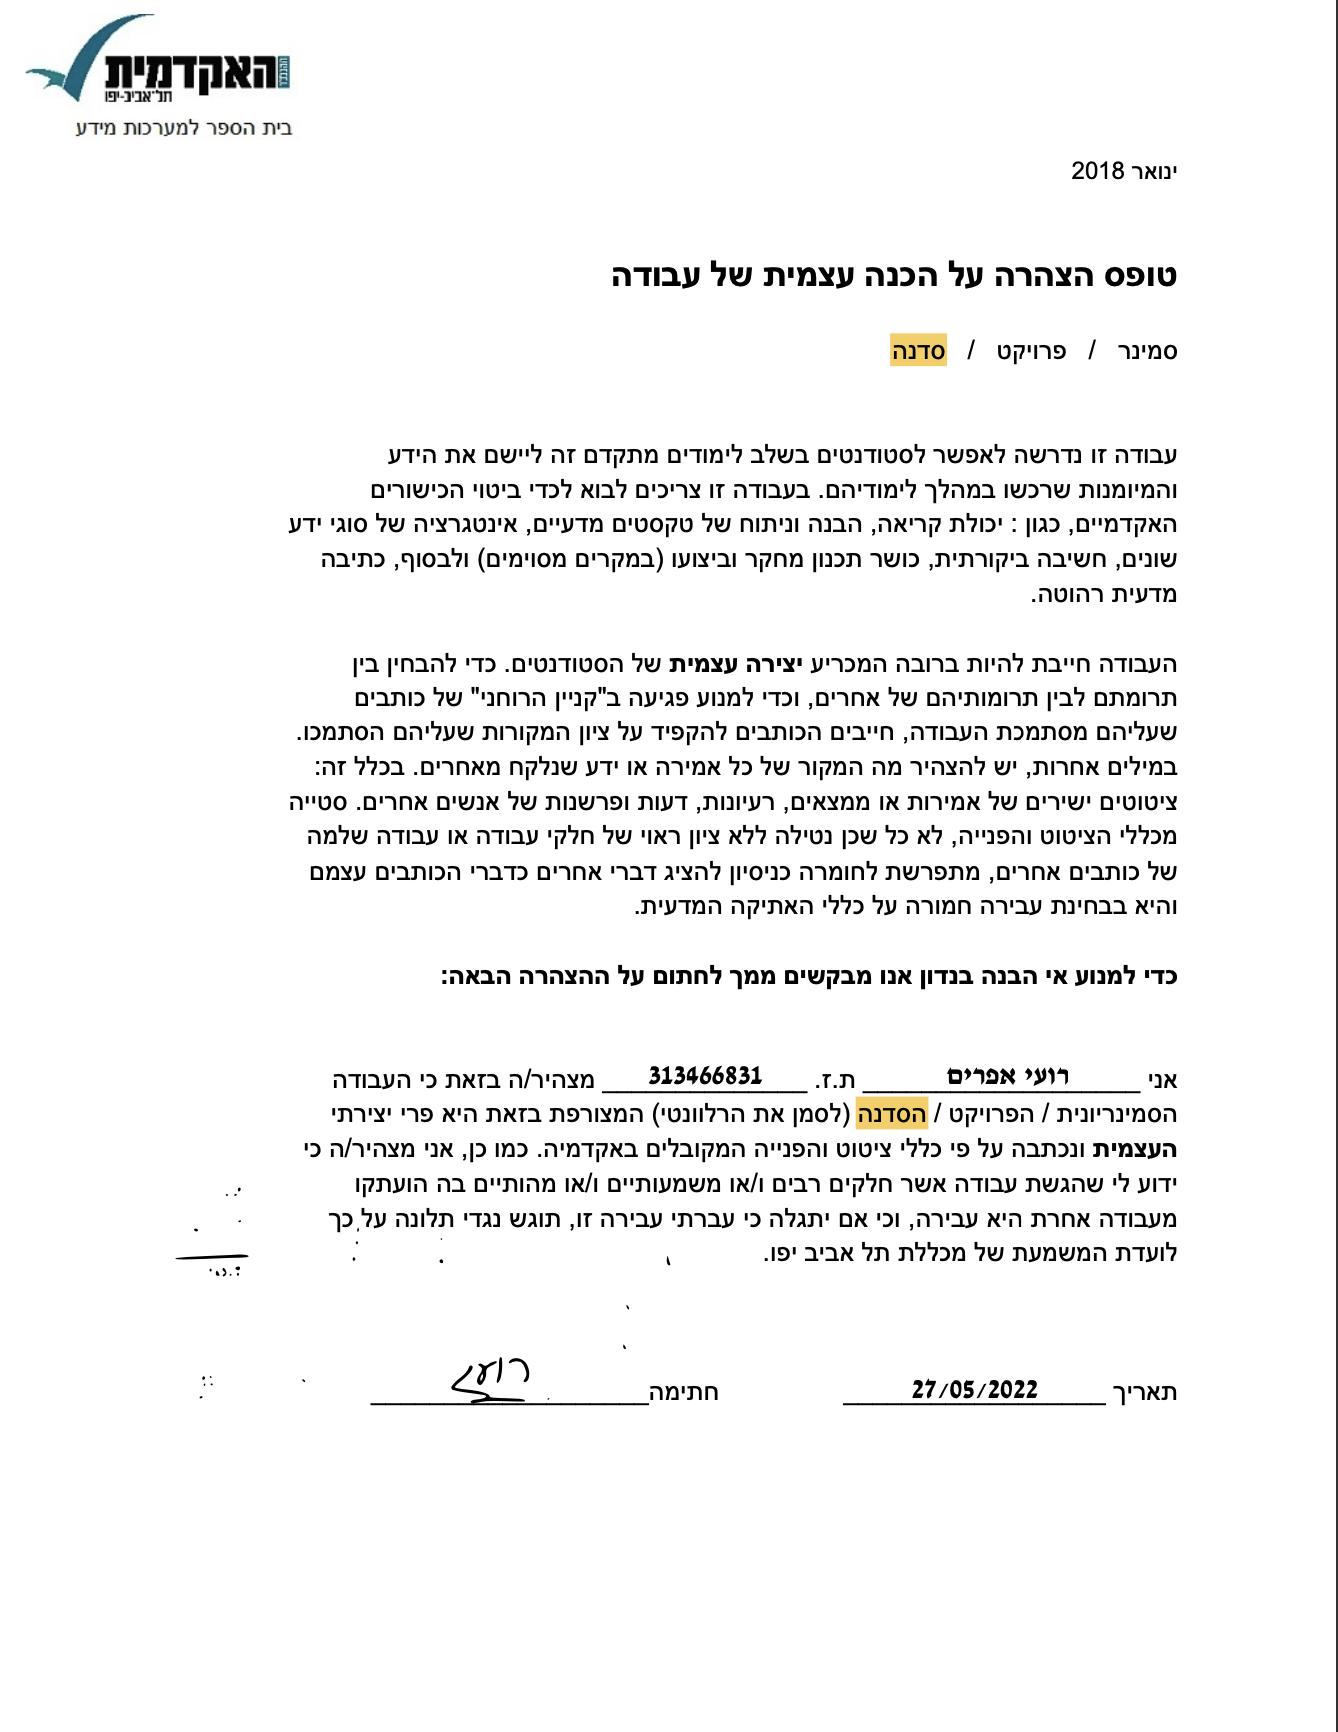 האקדמית
תל־אביב-יפו
בית הספר למערכות מידע
ינואר 2018
טופס הצהרה על הכנה עצמית של עבודה
סמינר / פרויקט / סדנה
עבודה זו נדרשה לאפשר לסטודנטים בשלב לימודים מתקדם זה ליישם את הידע
והמיומנות שרכשו במהלך לימודיהם. בעבודה זו צריכים לבוא לכדי ביטוי הכישורים
האקדמיים, כגון : יכולת קריאה, הבנה וניתוח של טקסטים מדעיים, אינטגרציה של סוגי ידע
שונים, חשיבה ביקורתית, כושר תכנון מחקר וביצועו (במקרים מסוימים) ולבסוף, כתיבה
מדעית רהוטה.
העבודה חייבת להיות ברובה המכריע יצירה עצמית של הסטודנטים. כדי להבחין בין
תרומתם לבין תרומותיהם של אחרים, וכדי למנוע פגיעה ב"קניין הרוחני" של כותבים
שעליהם מסתמכת העבודה, חייבים הכותבים להקפיד על ציון המקורות שעליהם הסתמכו.
במילים אחרות, יש להצהיר מה המקור של כל אמירה או ידע שנלקח מאחרים. בכלל זה:
ציטוטים ישירים של אמירות או ממצאים, רעיונות, דעות ופרשנות של אנשים אחרים. סטייה
מכללי הציטוט והפנייה, לא כל שכן נטילה ללא ציון ראוי של חלקי עבודה או עבודה שלמה
של כותבים אחרים, מתפרשת לחומרה כניסיון להציג דברי אחרים כדברי הכותבים עצמם
והיא בבחינת עבירה חמורה על כללי האתיקה המדעית.
כדי למנוע אי הבנה בנדון אנו מבקשים ממך לחתום על ההצהרה הבאה:
אני רועי אפרים ת.ז. 313466831 מצהיר/ה בזאת כי העבודה
הסמינריונית / הפרויקט / הסדנה (לסמן את הרלוונטי) המצורפת בזאת היא פרי יצירתי
העצמית ונכתבה על פי כללי ציטוט והפנייה המקובלים באקדמיה. כמו כן, אני מצהיר/ה כי
ידוע לי שהגשת עבודה אשר חלקים רבים ו/או משמעותיים ו/או מהותיים בה הועתקו
מעבודה אחרת היא עבירה, וכי אם יתגלה כי עברתי עבירה זו, תוגש נגדי תלונה על כך
לועדת המשמעת של מכללת תל אביב יפו.
תאריך 27/05/2022 חתימה רועי